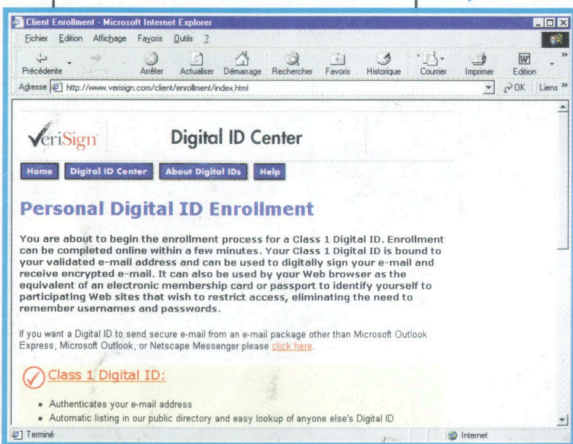 Client Enrollment - Microsoft Internet Explorer
Fichier Edition Affichage Favoris Outils ?
Précédente Arrêter Actualiser Démarrage Rechercher Favoris Historique Courrier Imprimer Edition
Adresse http://www.verisign.com/client/enrollment/index.html OK Liens
VeriSign Digital ID Center
Home Digital ID Center About Digital IDs Help
Personal Digital ID Enrollment
You are about to begin the enrollment process for a Class 1 Digital ID. Enrollment
can be completed online within a few minutes. Your Class 1 Digital ID is bound to
your validated e-mail address and can be used to digitally sign your e-mail and
receive encrypted e-mail. It can also be used by your Web browser as the
equivalent of an electronic membership card or passport to identify yourself to
participating Web sites that wish to restrict access, eliminating the need to
remember usernames and passwords.
If you want a Digital ID to send secure e-mail from an e-mail package other than Microsoft Outlook
Express, Microsoft Outlook, or Netscape Messenger please click here.
Class 1 Digital ID:
• Authenticates your e-mail address
• Automatic listing in our public directory and easy lookup of anyone else's Digital ID
Terminé Internet